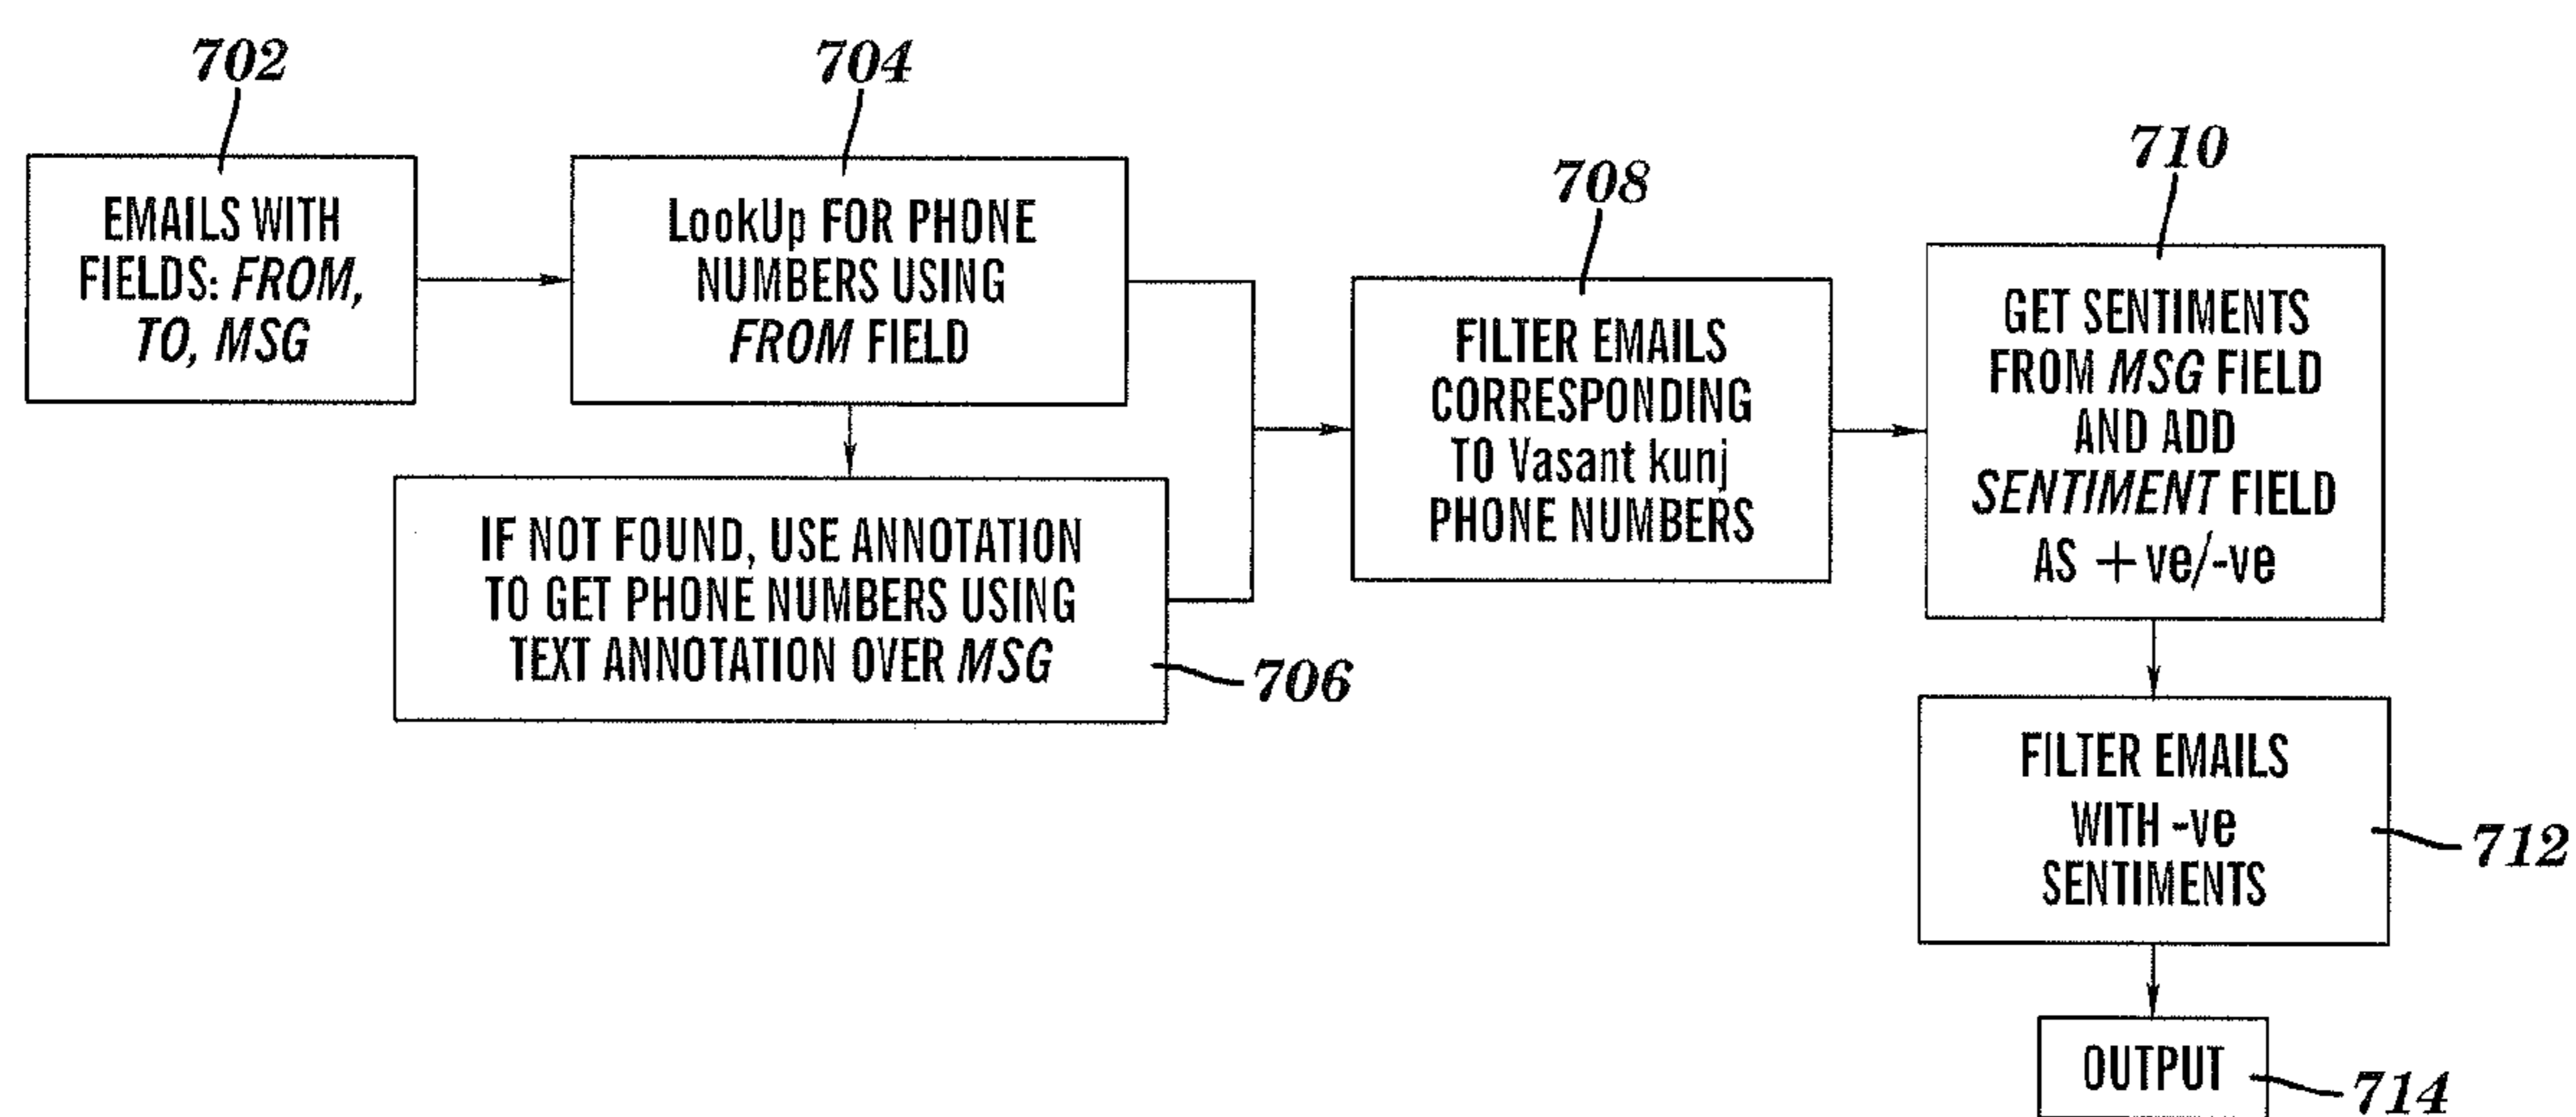 702
EMAILS WITH
FIELDS: FROM,
TO, MSG
704
LookUp FOR PHONE
NUMBERS USING
FROM FIELD
IF NOT FOUND, USE ANNOTATION
TO GET PHONE NUMBERS USING
TEXT ANNOTATION OVER MSG
706
708
FILTER EMAILS
CORRESPONDING
TO Vasant kunj
PHONE NUMBERS
710
GET SENTIMENTS
FROM MSG FIELD
AND ADD
SENTIMENT FIELD
AS +ve/-ve
FILTER EMAILS
WITH -ve
SENTIMENTS
712
OUTPUT
714